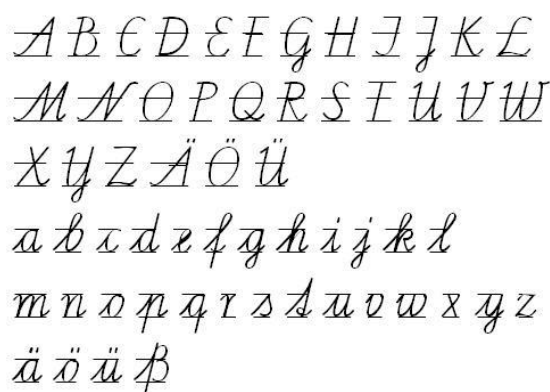 A B C D E F G H I J K L
M N O P Q R S T U V W
X Y Z Ä Ö Ü
a b c d e f g h i j k l
m n o p q r s t u v w x y z
ä ö ü ß